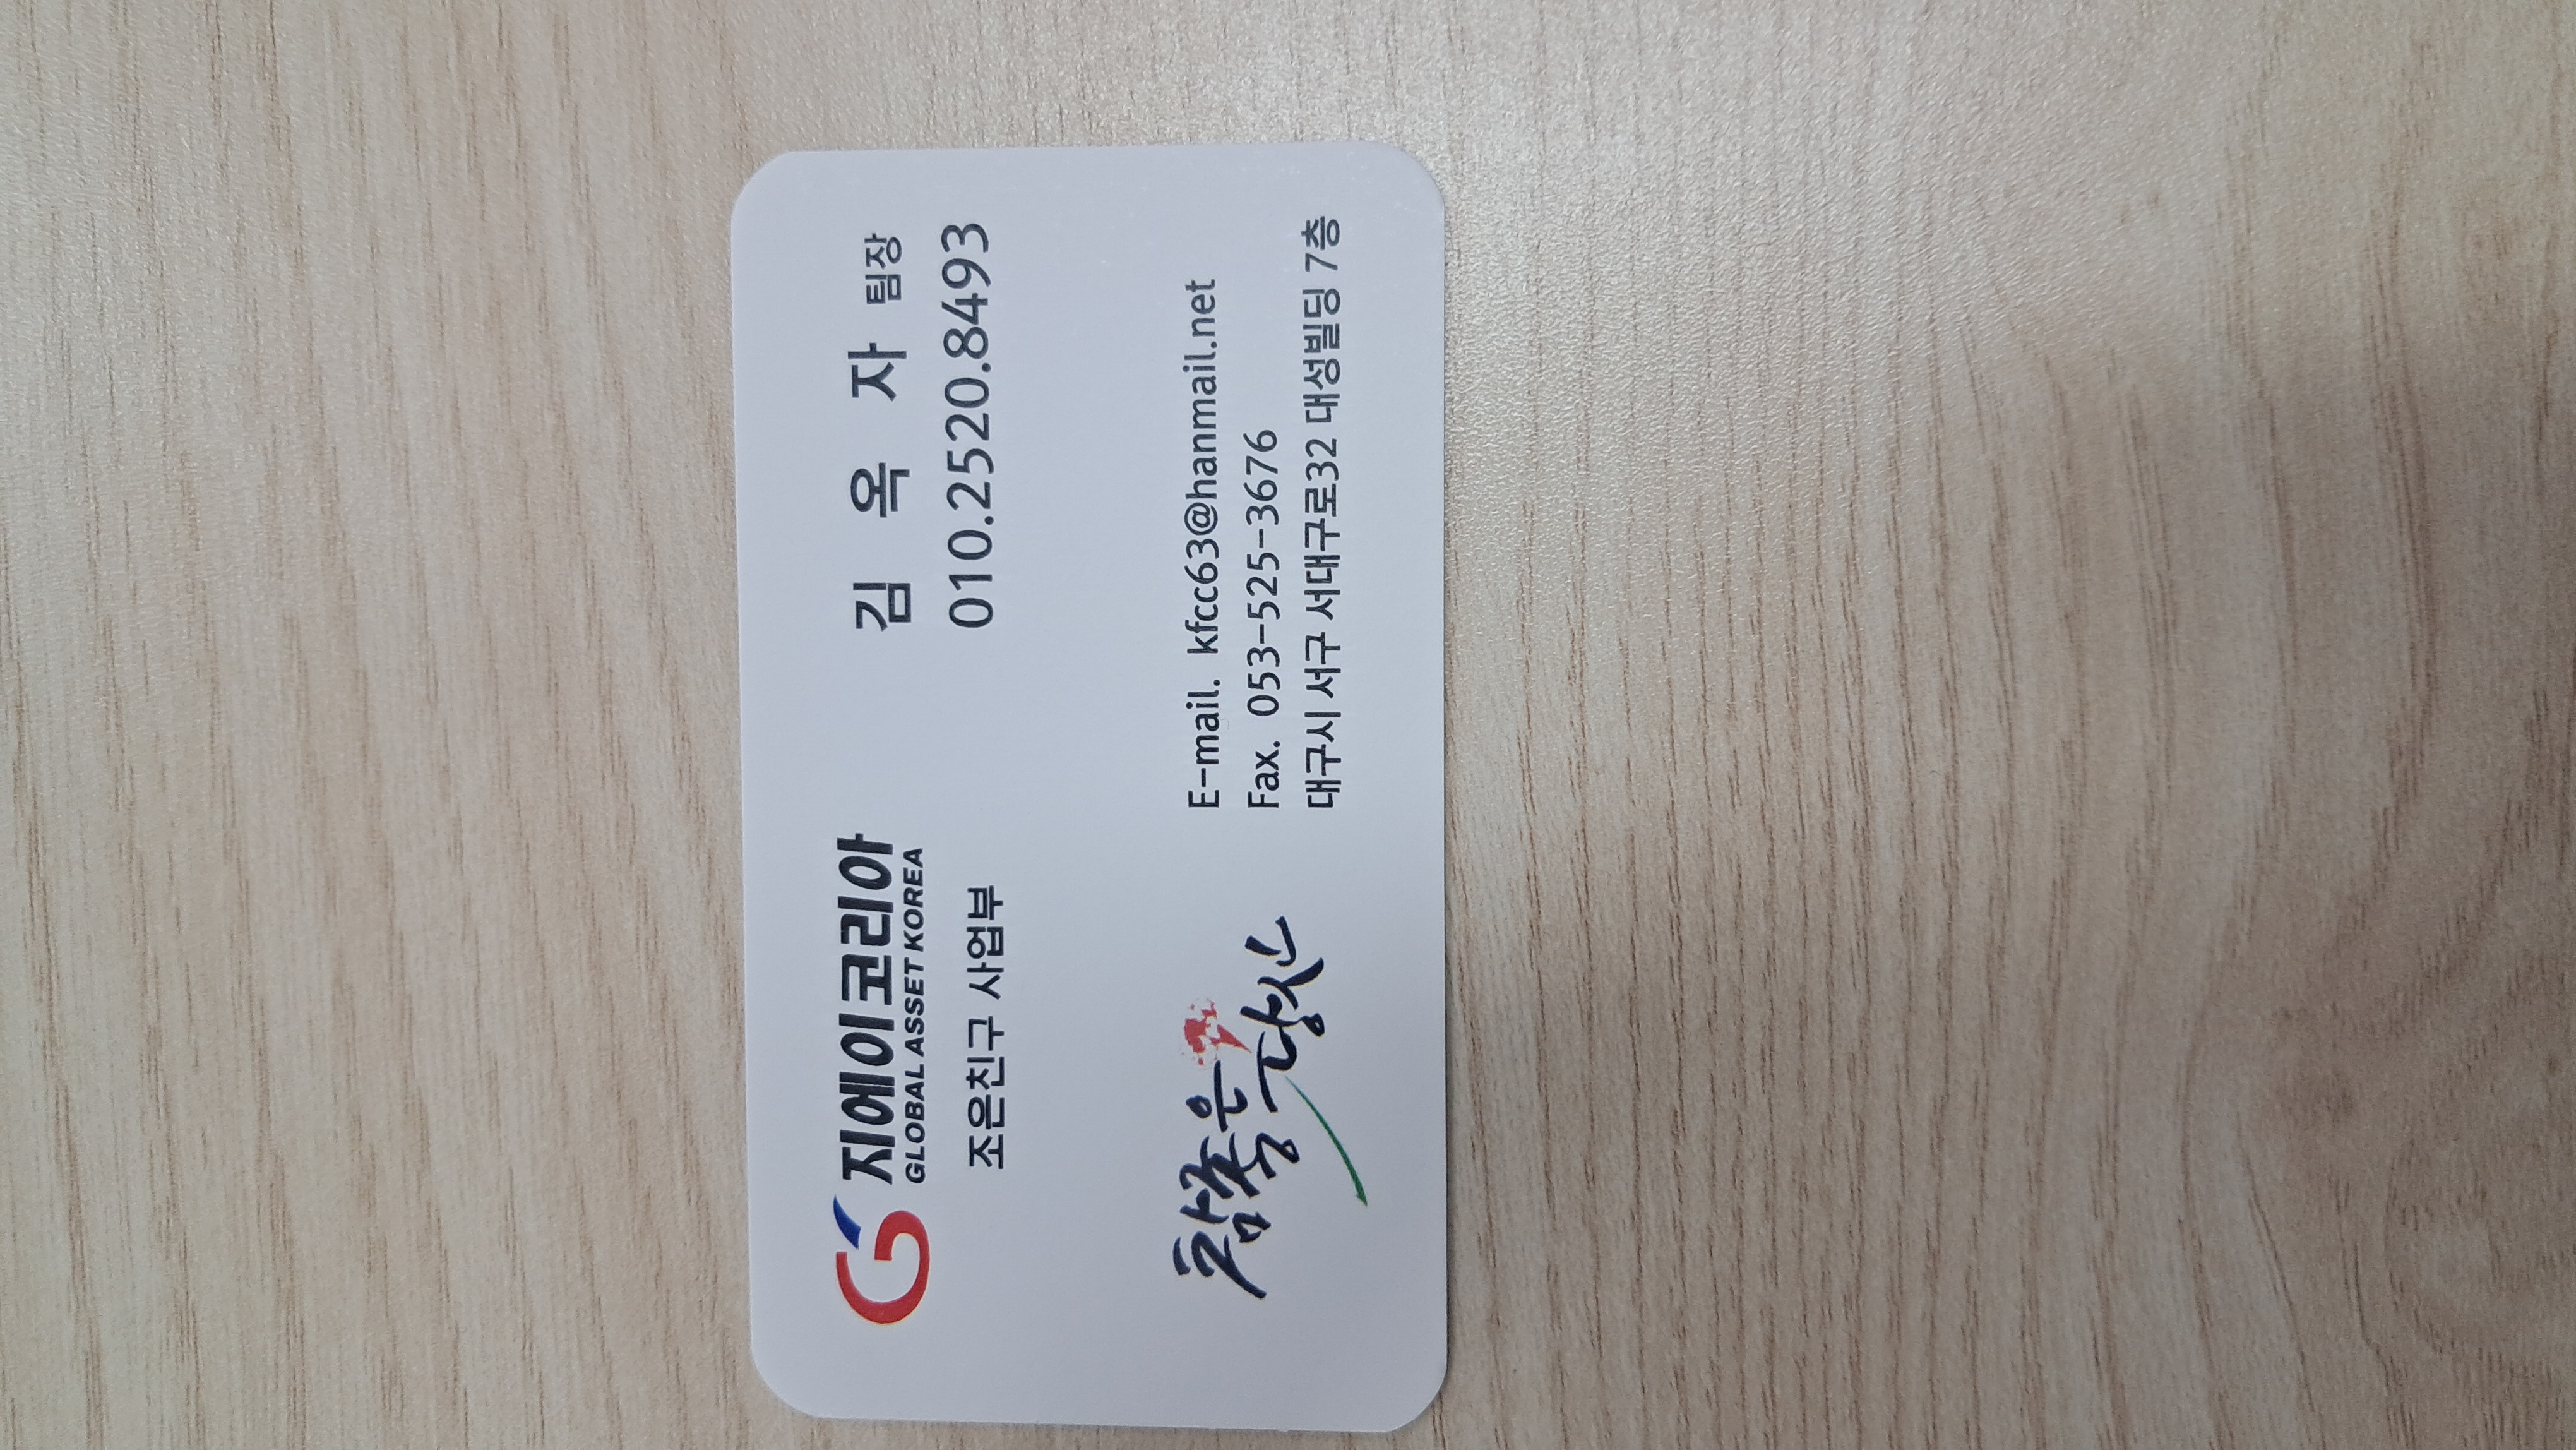 지에이코리아
GLOBAL ASSET KOREA
조은친구 사업부
김 옥 자 팀장
010.2520.8493
참 좋은 당신
E-mail. kfcc63@hanmail.net
Fax. 053-525-3676
대구시 서구 서대구로32 대성빌딩 7층